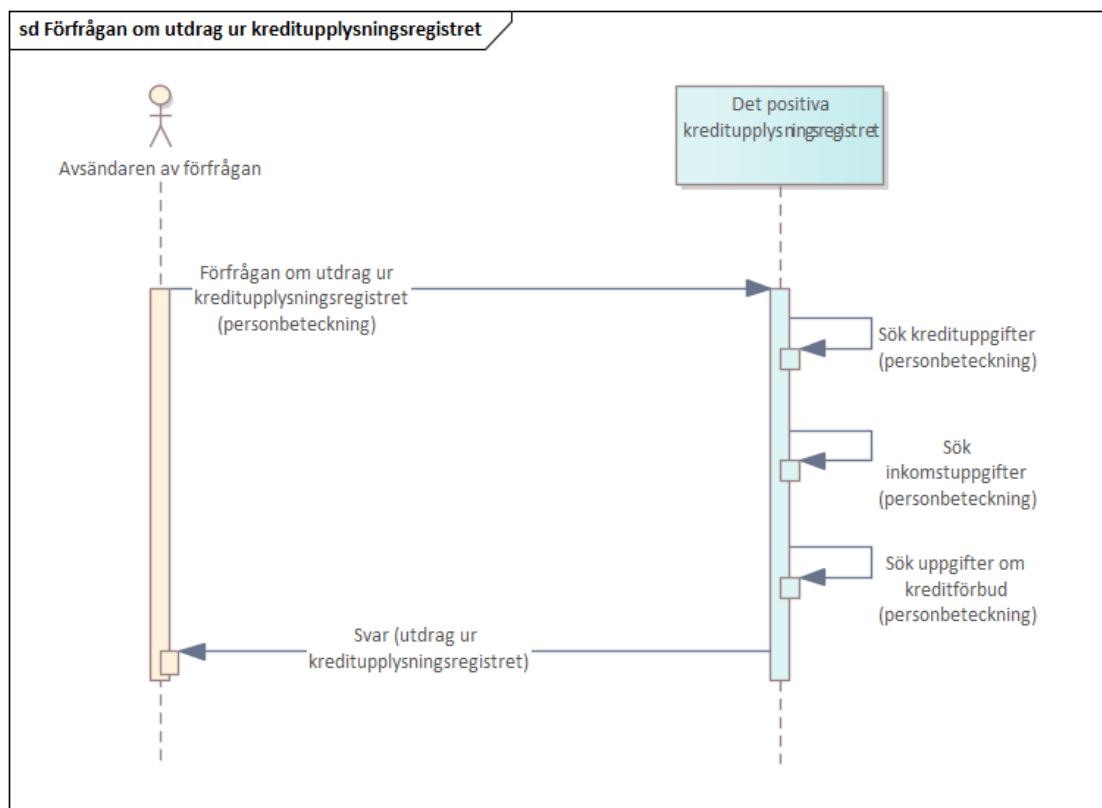 sd Förfrågan om utdrag ur kreditupplysningsregistret
Avsändaren av förfrågan
Det positiva
kreditupplysningsregistret
Förfrågan om utdrag ur
kreditupplysningsregistret
(personbeteckning)
Sök kredituppgifter
(personbeteckning)
Sök
inkomstuppgifter
(personbeteckning)
Sök uppgifter om
kreditförbud
(personbeteckning)
Svar (utdrag ur
kreditupplysningsregistret)